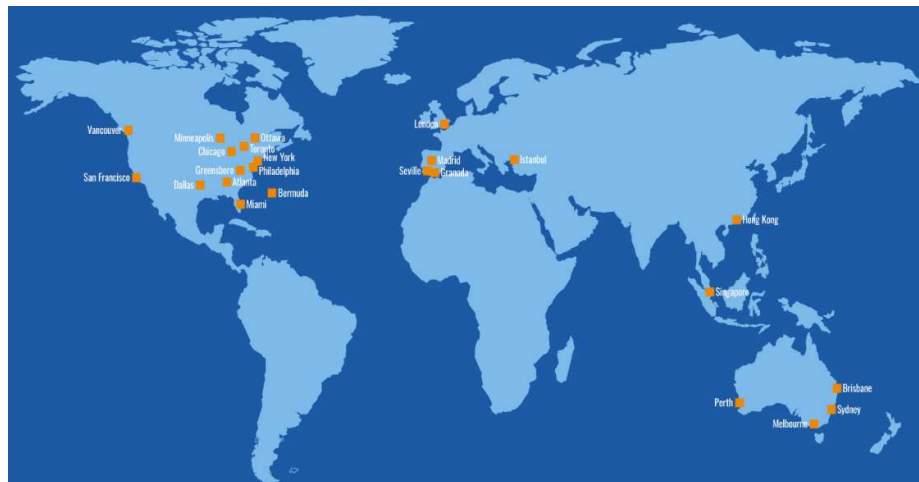 Vancouver
Minneapolis
Ottawa
Chicago
Toronto
New York
Greensboro
Philadelphia
San Francisco
Dallas
Atlanta
Bermuda
Miami
London
Madrid
Istanbul
Seville
Granada
Hong Kong
Singapore
Brisbane
Perth
Sydney
Melbourne